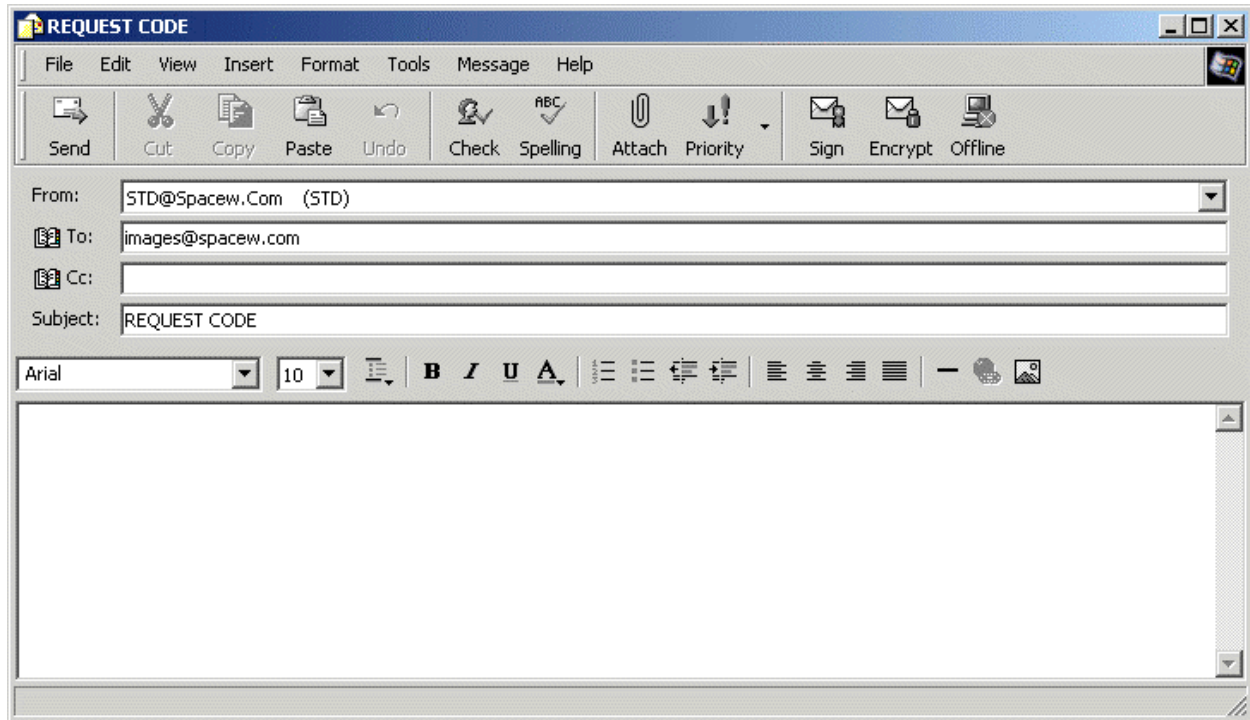 REQUEST CODE
File Edit View Insert Format Tools Message Help
Send Cut Copy Paste Undo Check ABC Spelling Attach Priority Sign Encrypt Offline
From: STD@Spacew.Com (STD)
To: images@spacew.com
Cc:
Subject: REQUEST CODE
Arial 10 B I U A